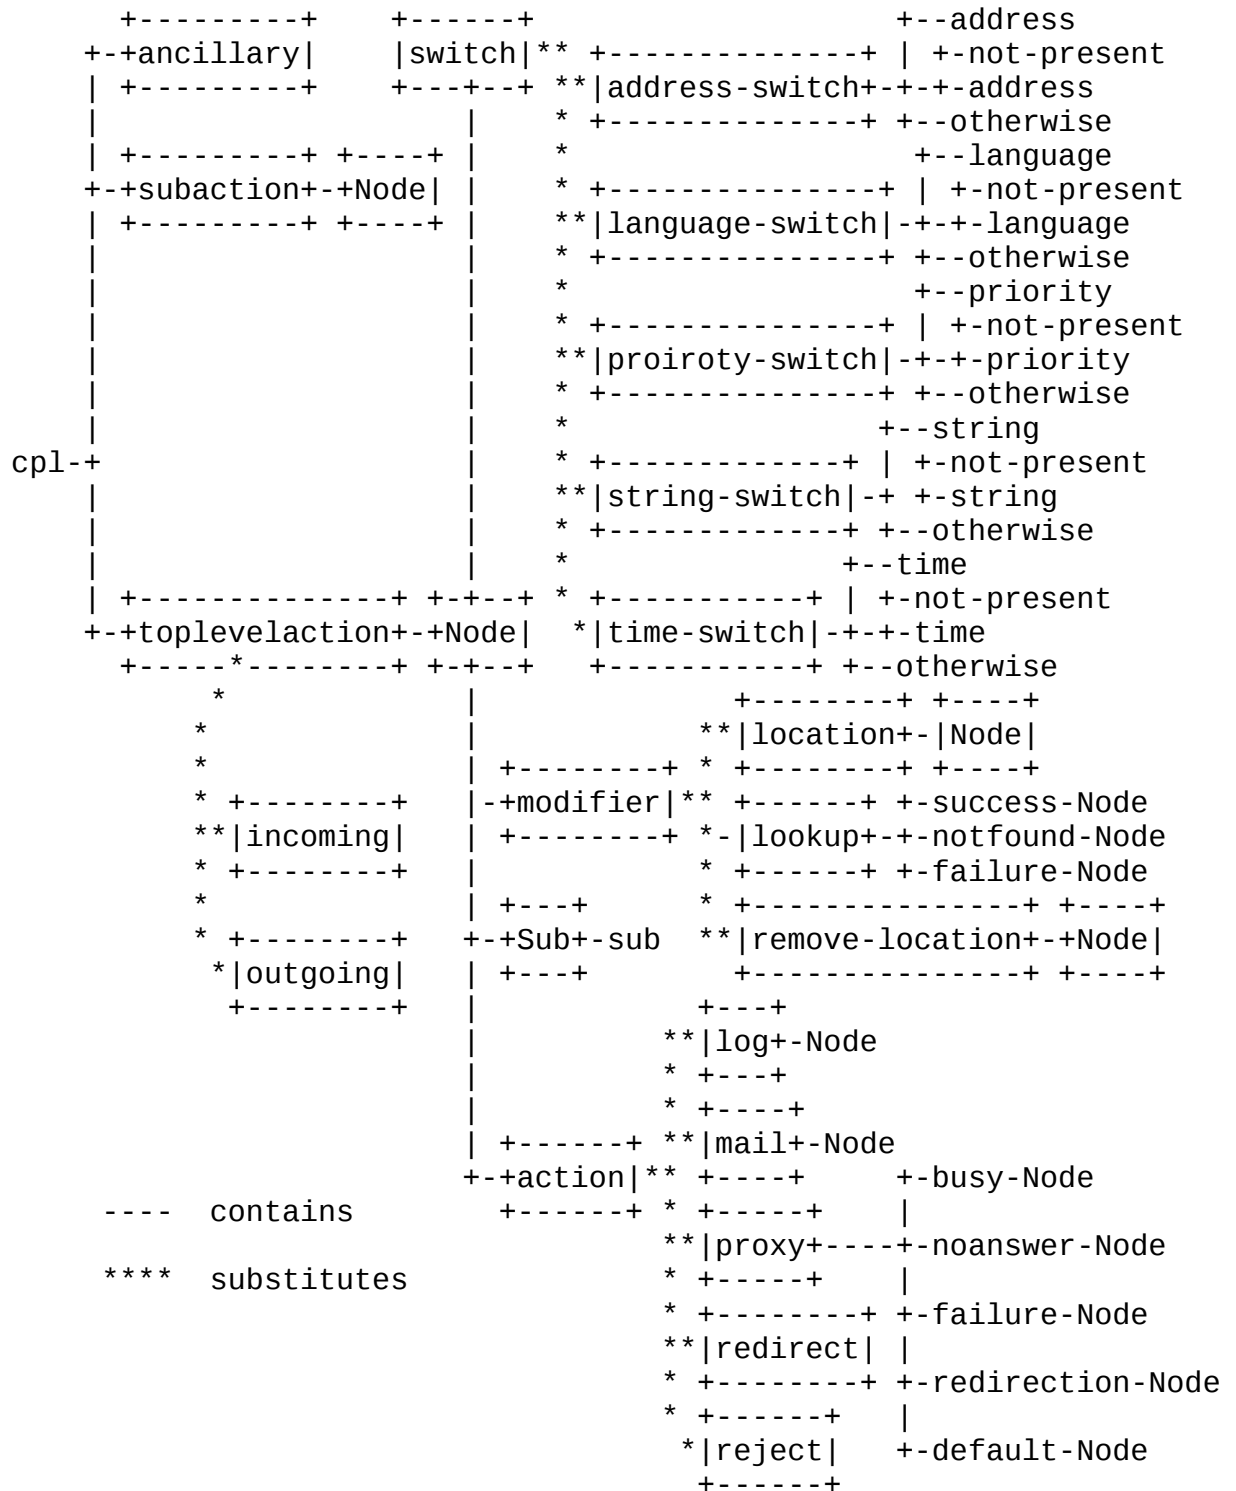 +---------+    +------+                    +--address
    +-+ancillary|    |switch|** +--------------+ | +-not-present
    | +---------+    +---+--+ **|address-switch+-+-+-address
    |                    |    * +--------------+ +--otherwise
    | +---------+ +----+ |    *                   +--language
    +-+subaction+-+Node| |    * +---------------+ | +-not-present
    | +---------+ +----+ |    **|language-switch|-+-+-language
    |                    |    * +---------------+ +--otherwise
    |                    |    *                   +--priority
    |                    |    * +---------------+ | +-not-present
    |                    |    **|proiroty-switch|-+-+-priority
    |                    |    * +---------------+ +--otherwise
    |                    |    *                 +--string
cpl-+                    |    * +-------------+ | +-not-present
    |                    |    **|string-switch|-+ +-string
    |                    |    * +-------------+ +--otherwise
    |                    |    *               +--time
    | +--------------+ +-+--+ * +-----------+ | +-not-present
    +-+toplevelaction+-+Node|  *|time-switch|-+-+-time
      +-----*--------+ +-+--+   +-----------+ +--otherwise
           *             |              +--------+ +----+
          *              |            **|location+-|Node|
          *              | +--------+ * +--------+ +----+
          * +--------+   |-+modifier|** +------+ +-success-Node
          **|incoming|   | +--------+ *-|lookup+-+-notfound-Node
          * +--------+   |            * +------+ +-failure-Node
          *              | +---+      * +---------------+ +----+
          * +--------+   +-+Sub+-sub  **|remove-location+-+Node|
           *|outgoing|   | +---+        +---------------+ +----+
            +--------+   |            +---+
                         |          **|log+-Node
                         |          * +---+
                         |          * +----+
                         | +------+ **|mail+-Node
                         +-+action|** +----+     +-busy-Node
     ----  contains        +------+ * +-----+    |
                                    **|proxy+----+-noanswer-Node
     ****  substitutes              * +-----+    |
                                    * +--------+ +-failure-Node
                                    **|redirect| |
                                    * +--------+ +-redirection-Node
                                    * +------+   |
                                     *|reject|   +-default-Node
                                      +------+